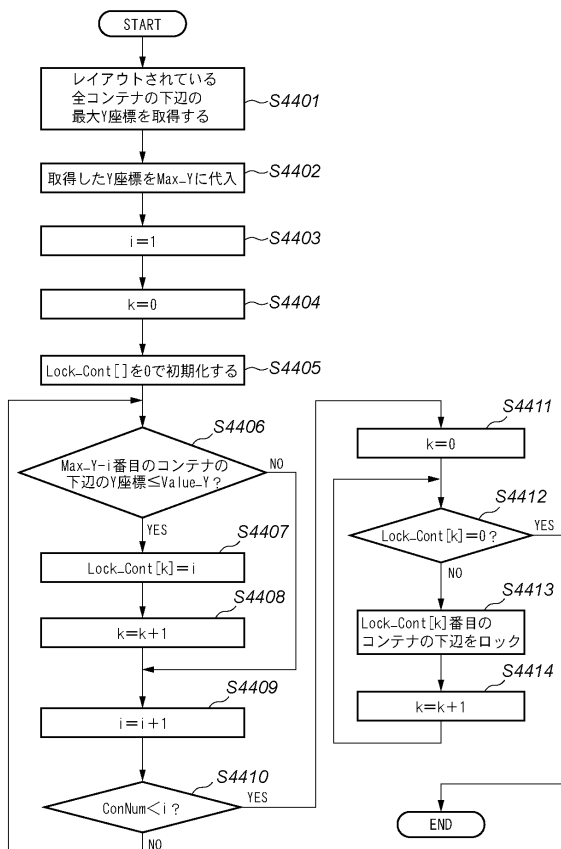 START
レイアウトされている
全コンテナの下辺の
最大Y座標を取得する
S4401
取得したY座標をMax_Yに代入
S4402
i=1
S4403
k=0
S4404
Lock_Cont[]を0で初期化する
S4405
S4406
Max_Y-i番目のコンテナの
下辺のY座標≦Value_Y?
NO
YES
S4407
Lock_Cont[k]=i
S4408
k=k+1
S4409
i=i+1
S4410
ConNum<i?
YES
NO
S4411
k=0
S4412
Lock_Cont[k]=0?
YES
NO
S4413
Lock_Cont[k]番目の
コンテナの下辺をロック
S4414
k=k+1
END